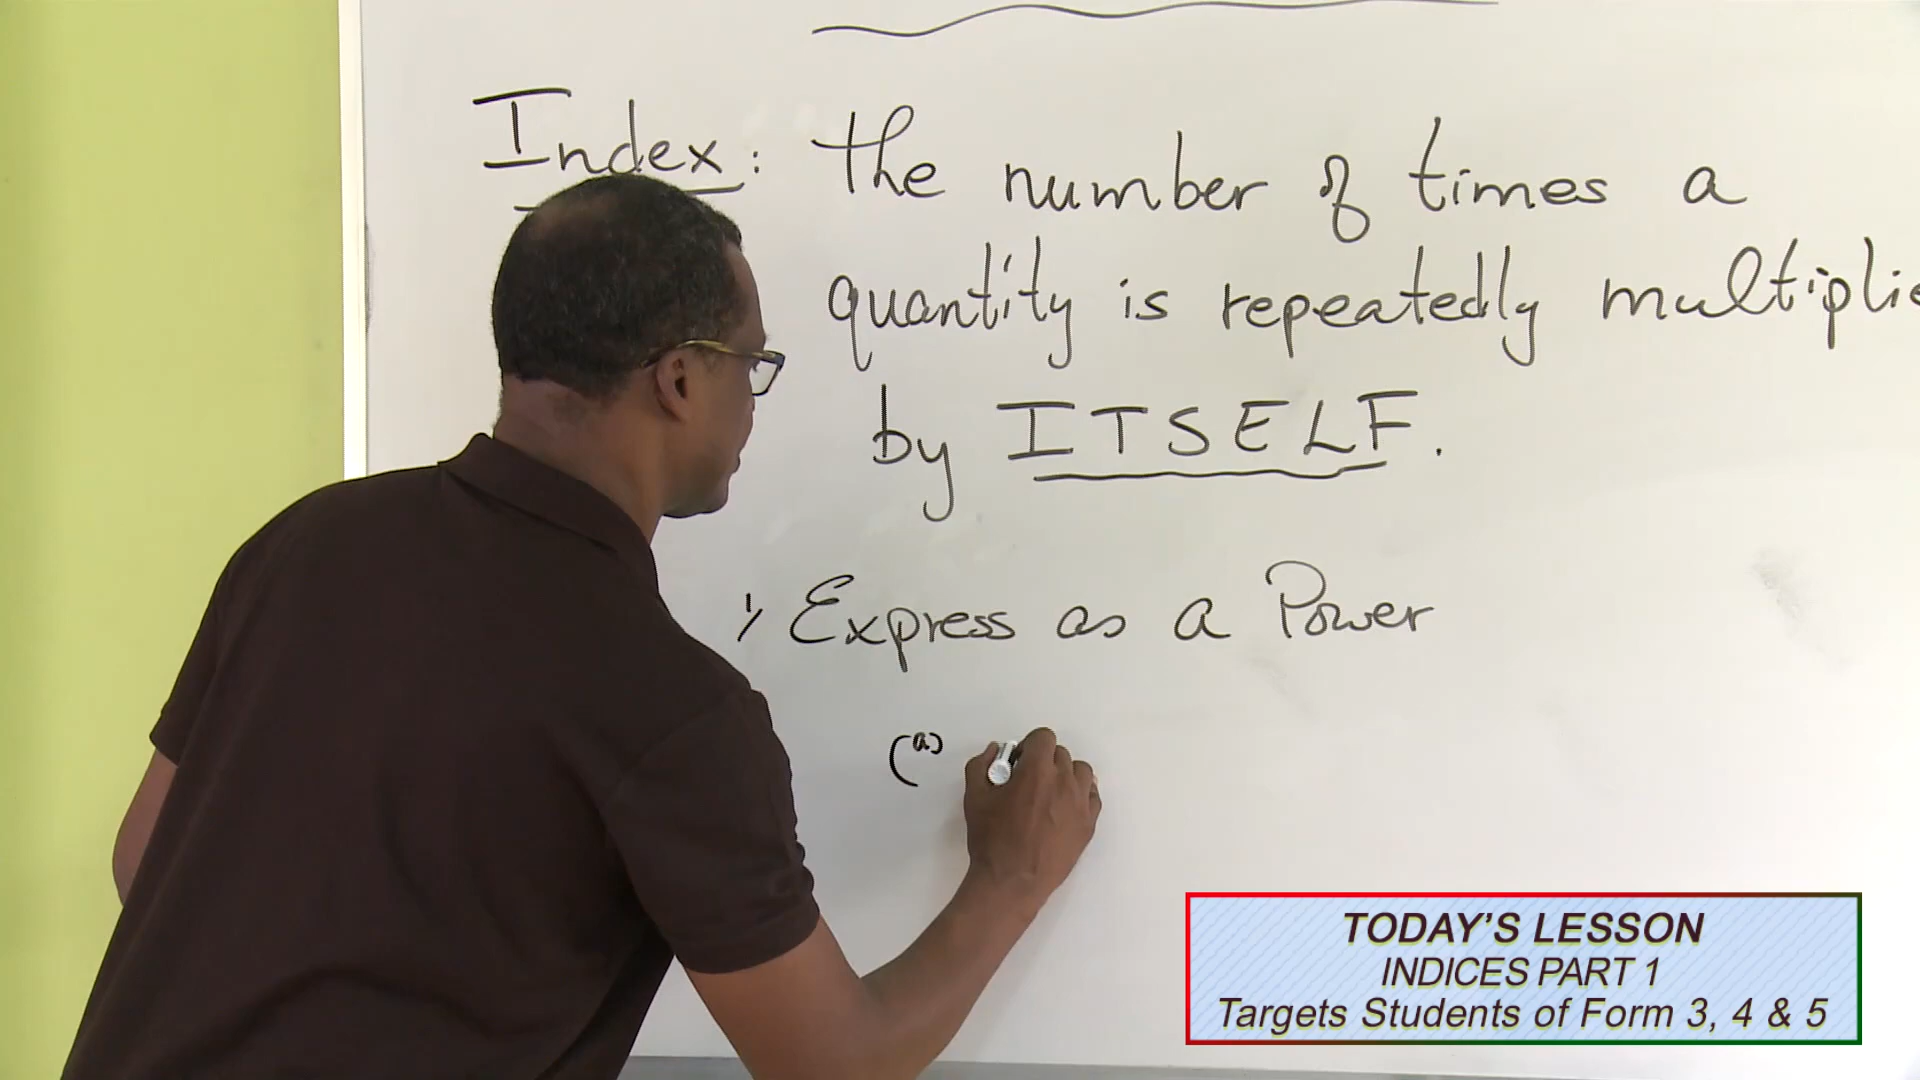 Index: the number of times a
quantity is repeatedly multiplie
by ITSELF.
1) Express as a Power
(a)
TODAY'S LESSON
INDICES PART 1
Targets Students of Form 3, 4 & 5